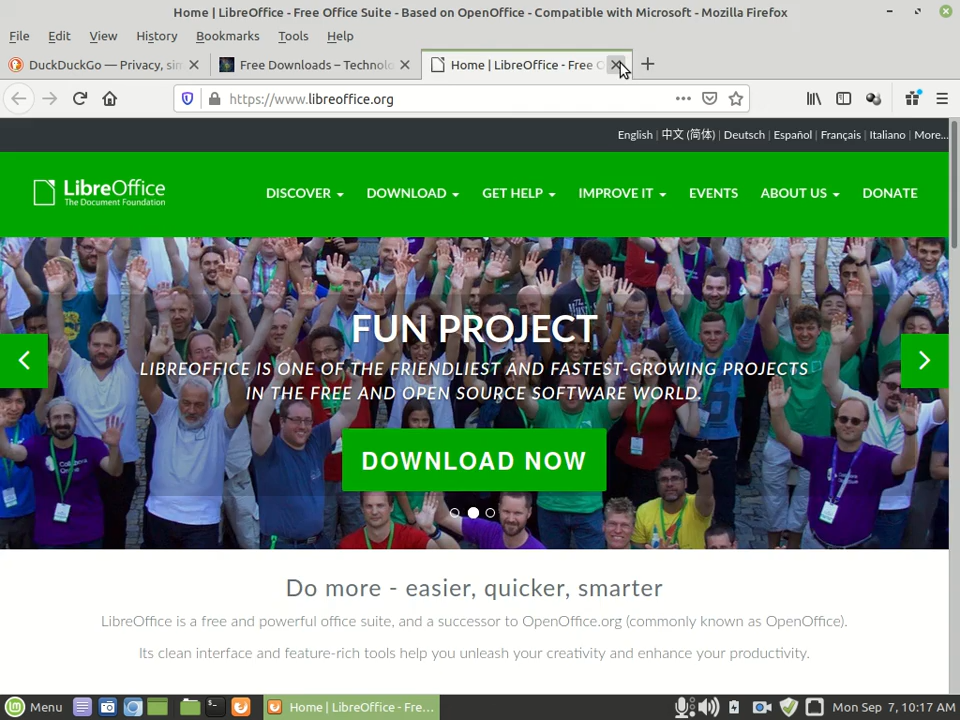 Home | LibreOffice - Free Office Suite - Based on OpenOffice - Compatible with Microsoft - Mozilla Firefox
File Edit View History Bookmarks Tools Help
DuckDuckGo — Privacy, sim
Free Downloads – Technolo
Home | LibreOffice - Free O
https://www.libreoffice.org
English | 中文 (简体) | Deutsch | Español | Français | Italiano | More...
LibreOffice
The Document Foundation
DISCOVER DOWNLOAD GET HELP IMPROVE IT EVENTS ABOUT US DONATE
FUN PROJECT
LIBREOFFICE IS ONE OF THE FRIENDLIEST AND FASTEST-GROWING PROJECTS
IN THE FREE AND OPEN SOURCE SOFTWARE WORLD.
DOWNLOAD NOW
Do more - easier, quicker, smarter
LibreOffice is a free and powerful office suite, and a successor to OpenOffice.org (commonly known as OpenOffice).
Its clean interface and feature-rich tools help you unleash your creativity and enhance your productivity.
Menu
Home | LibreOffice - Fre...
Mon Sep 7, 10:17 AM